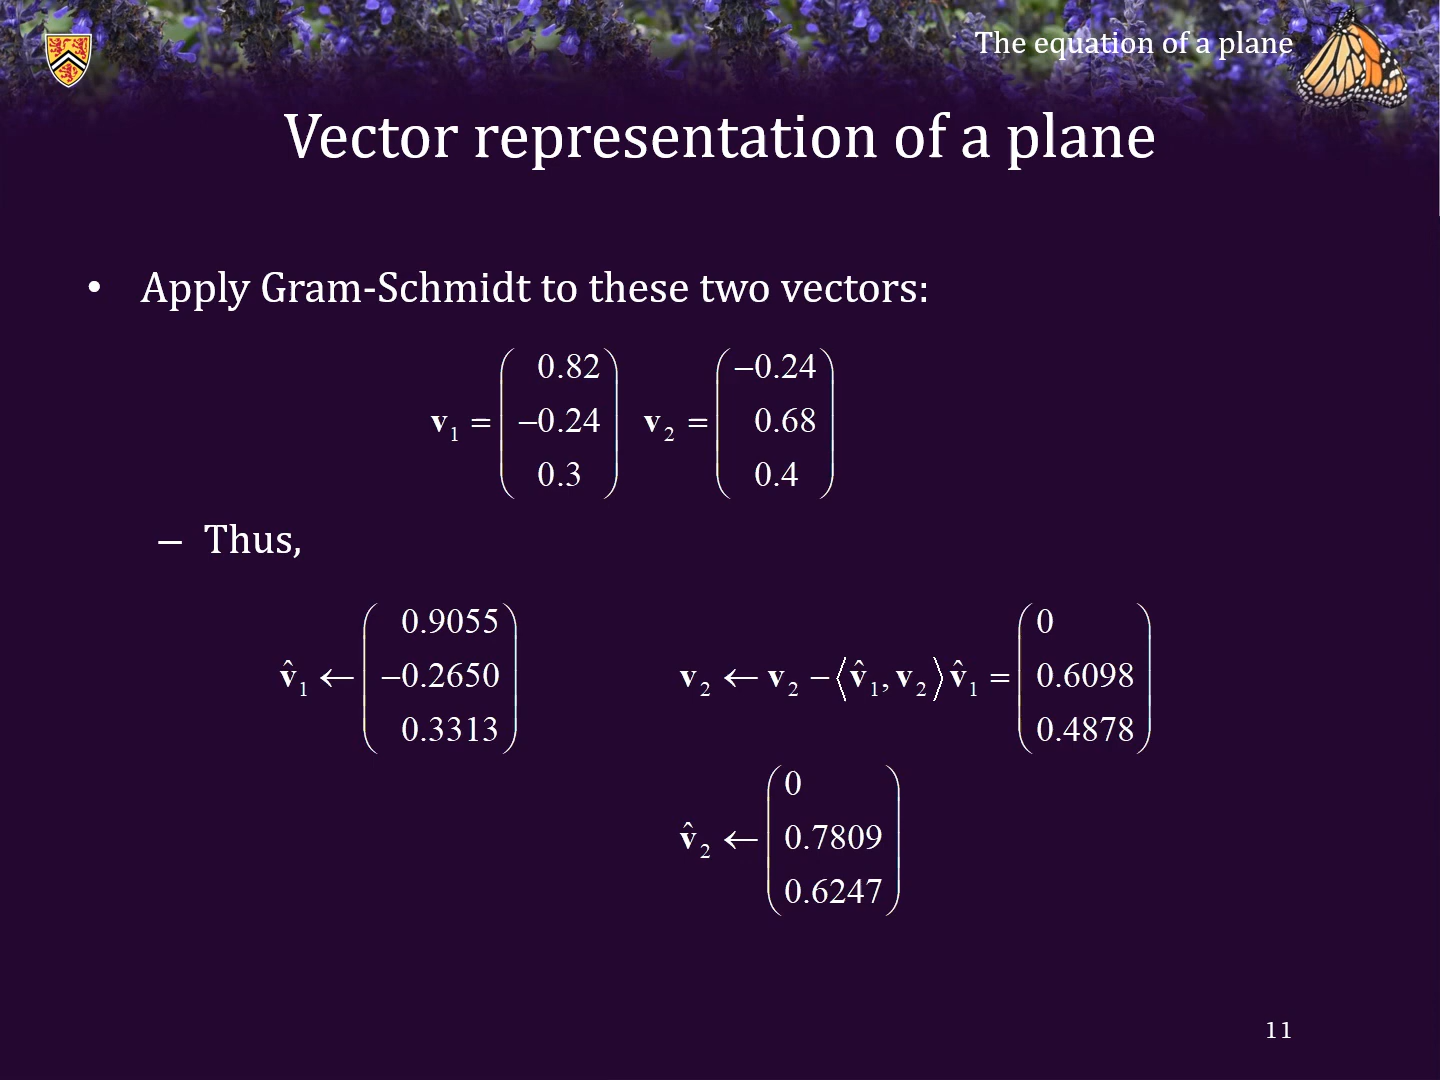 The equation of a plane
Vector representation of a plane
• Apply Gram-Schmidt to these two vectors:
v₁ = ( 0.82 −0.24 0.3 ) v₂ = ( −0.24 0.68 0.4 )
– Thus,
v̂₁ ← ( 0.9055 −0.2650 0.3313 ) v₂ ← v₂ − ⟨v̂₁, v₂⟩ v̂₁ = ( 0 0.6098 0.4878 )
v̂₂ ← ( 0 0.7809 0.6247 )
11